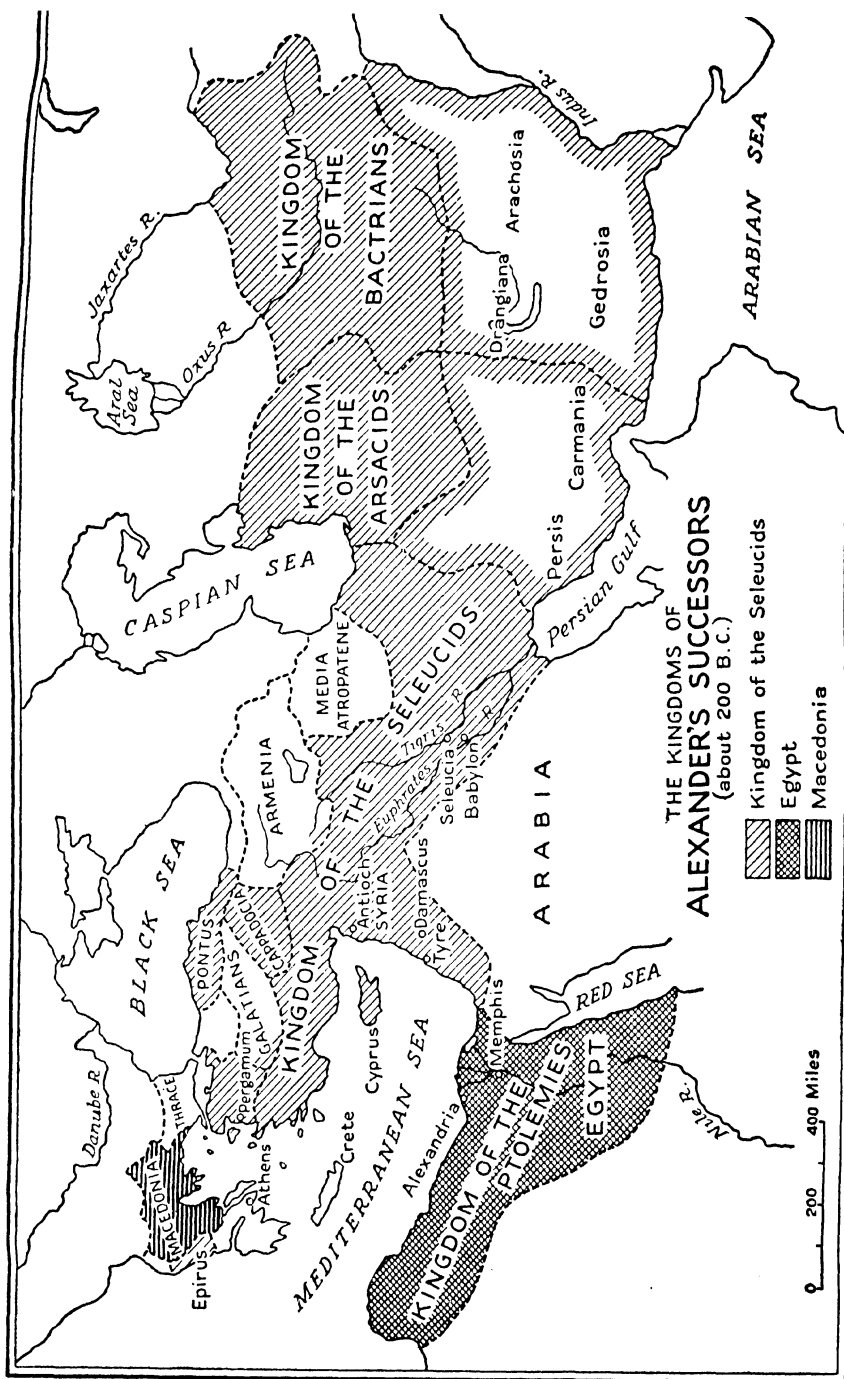 THE KINGDOMS OF
ALEXANDER'S SUCCESSORS
(about 200 B.C.)
Kingdom of the Seleucids
Egypt
Macedonia
0 200 400 Miles
Danube R
BLACK SEA
CASPIAN SEA
Aral
Sea
Jaxartes R.
Oxus R
MACEDONIA
THRACE
Epirus
Athens
Pergamum
GALATIANS
PONTUS
CAPPADOCIA
ARMENIA
MEDIA
ATROPATENE
KINGDOM
OF THE
SELEUCIDS
KINGDOM
OF THE
ARSACIDS
KINGDOM
OF THE
BACTRIANS
Crete
Cyprus
MEDITERRANEAN SEA
Antioch
SYRIA
Damascus
Tyre
Euphrates R
Tigris R
Seleucia
Babylon
Persis
Carmania
Drangiana
Arachosia
Gedrosia
Indus R.
Persian Gulf
ARABIAN SEA
ARABIA
RED SEA
Alexandria
Memphis
KINGDOM OF THE
PTOLEMIES
EGYPT
Nile R.